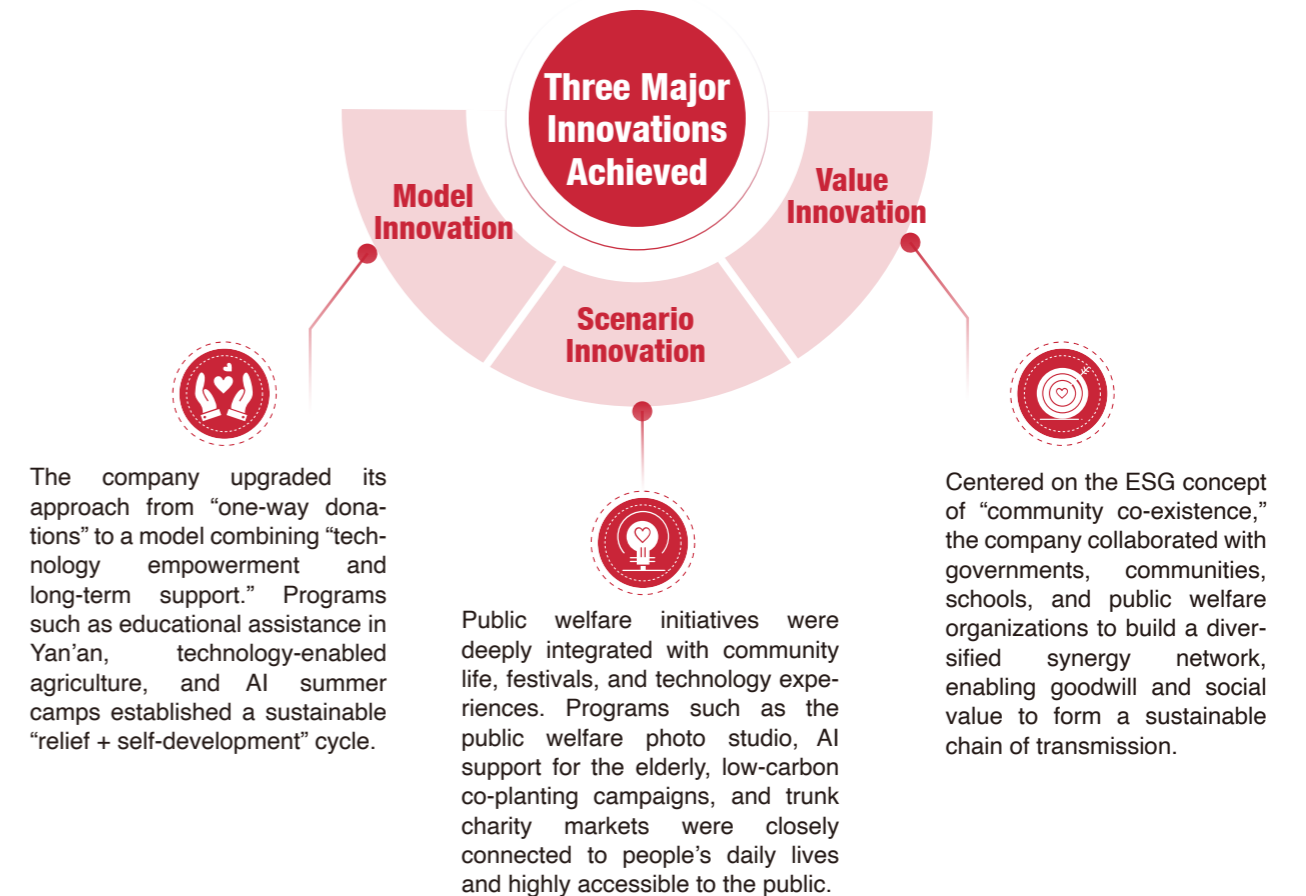 Three Major
Innovations
Achieved
Model
Innovation
Scenario
Innovation
Value
Innovation
The company upgraded its
approach from “one-way dona-
tions” to a model combining “tech-
nology empowerment and
long-term support.” Programs
such as educational assistance in
Yan’an, technology-enabled
agriculture, and AI summer
camps established a sustainable
“relief + self-development” cycle.
Public welfare initiatives were
deeply integrated with community
life, festivals, and technology expe-
riences. Programs such as the
public welfare photo studio, AI
support for the elderly, low-carbon
co-planting campaigns, and trunk
charity markets were closely
connected to people’s daily lives
and highly accessible to the public.
Centered on the ESG concept
of “community co-existence,”
the company collaborated with
governments, communities,
schools, and public welfare
organizations to build a diver-
sified synergy network,
enabling goodwill and social
value to form a sustainable
chain of transmission.